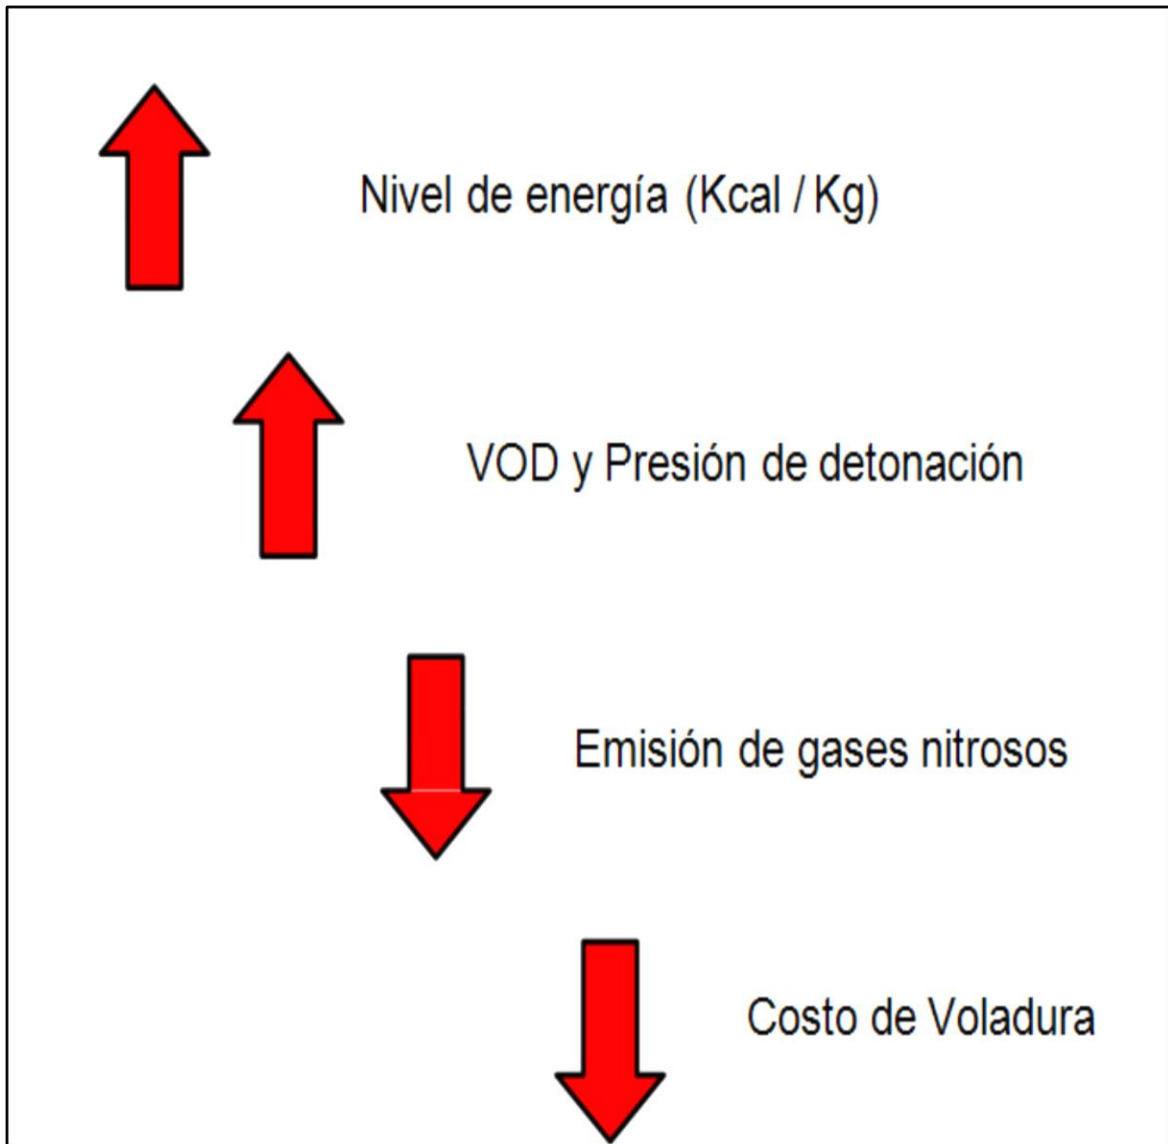 Nivel de energía (Kcal / Kg)
VOD y Presión de detonación
Emisión de gases nitrosos
Costo de Voladura